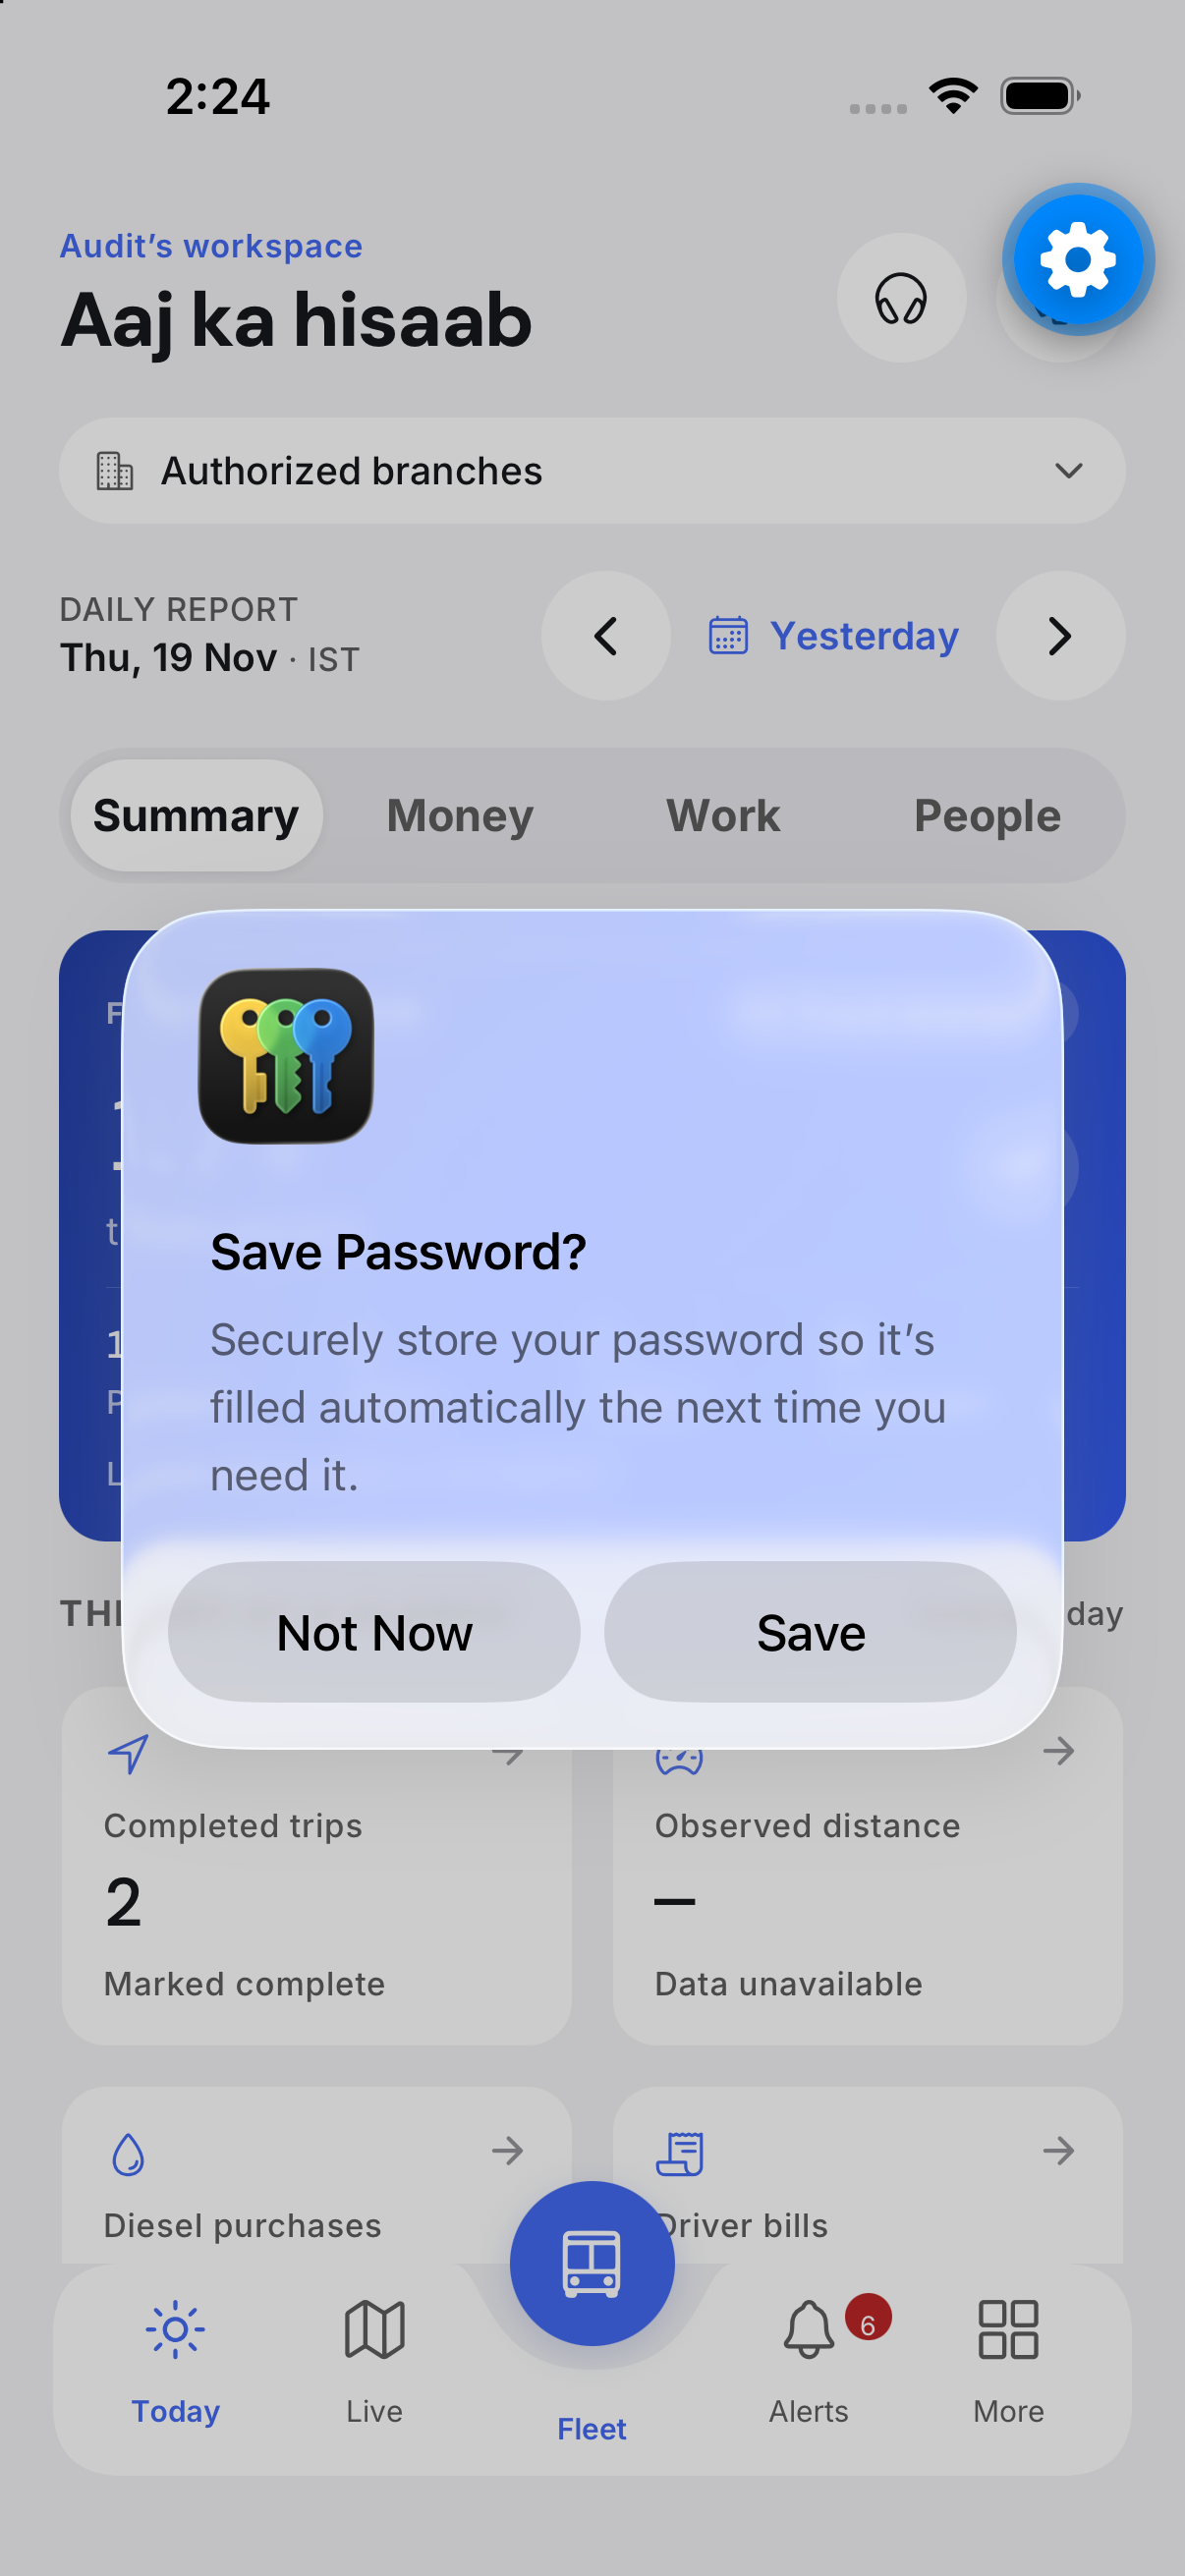 2:24
Audit’s workspace
Aaj ka hisaab
Authorized branches
DAILY REPORT
Thu, 19 Nov · IST
Yesterday
Summary
Money
Work
People
Save Password?
Securely store your password so it’s
filled automatically the next time you
need it.
Not Now
Save
Completed trips
2
Marked complete
Observed distance
—
Data unavailable
Diesel purchases
Driver bills
6
Today
Live
Fleet
Alerts
More